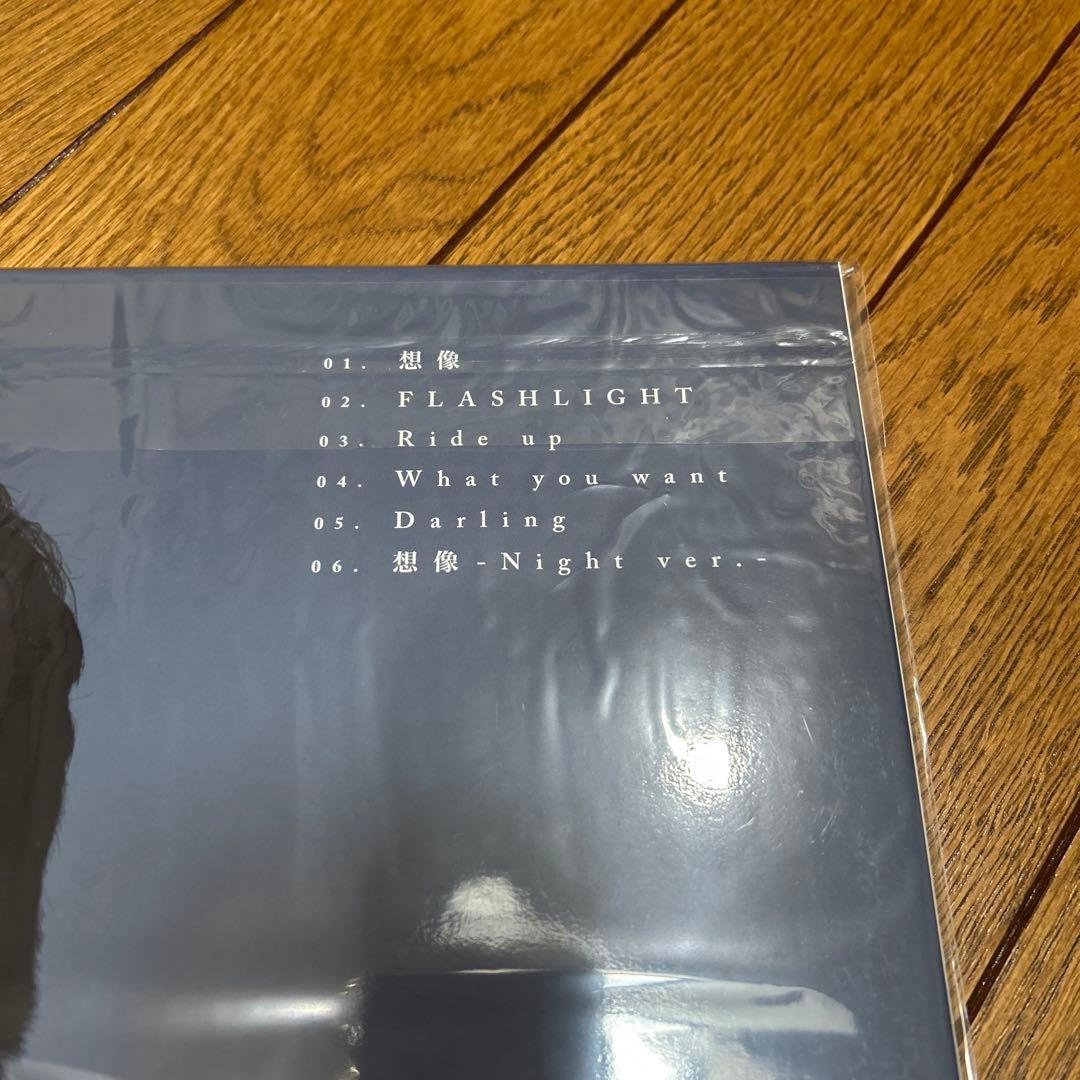 01. 想像
02. FLASHLIGHT
03. Ride up
04. What you want
05. Darling
06. 想像-Night ver.-